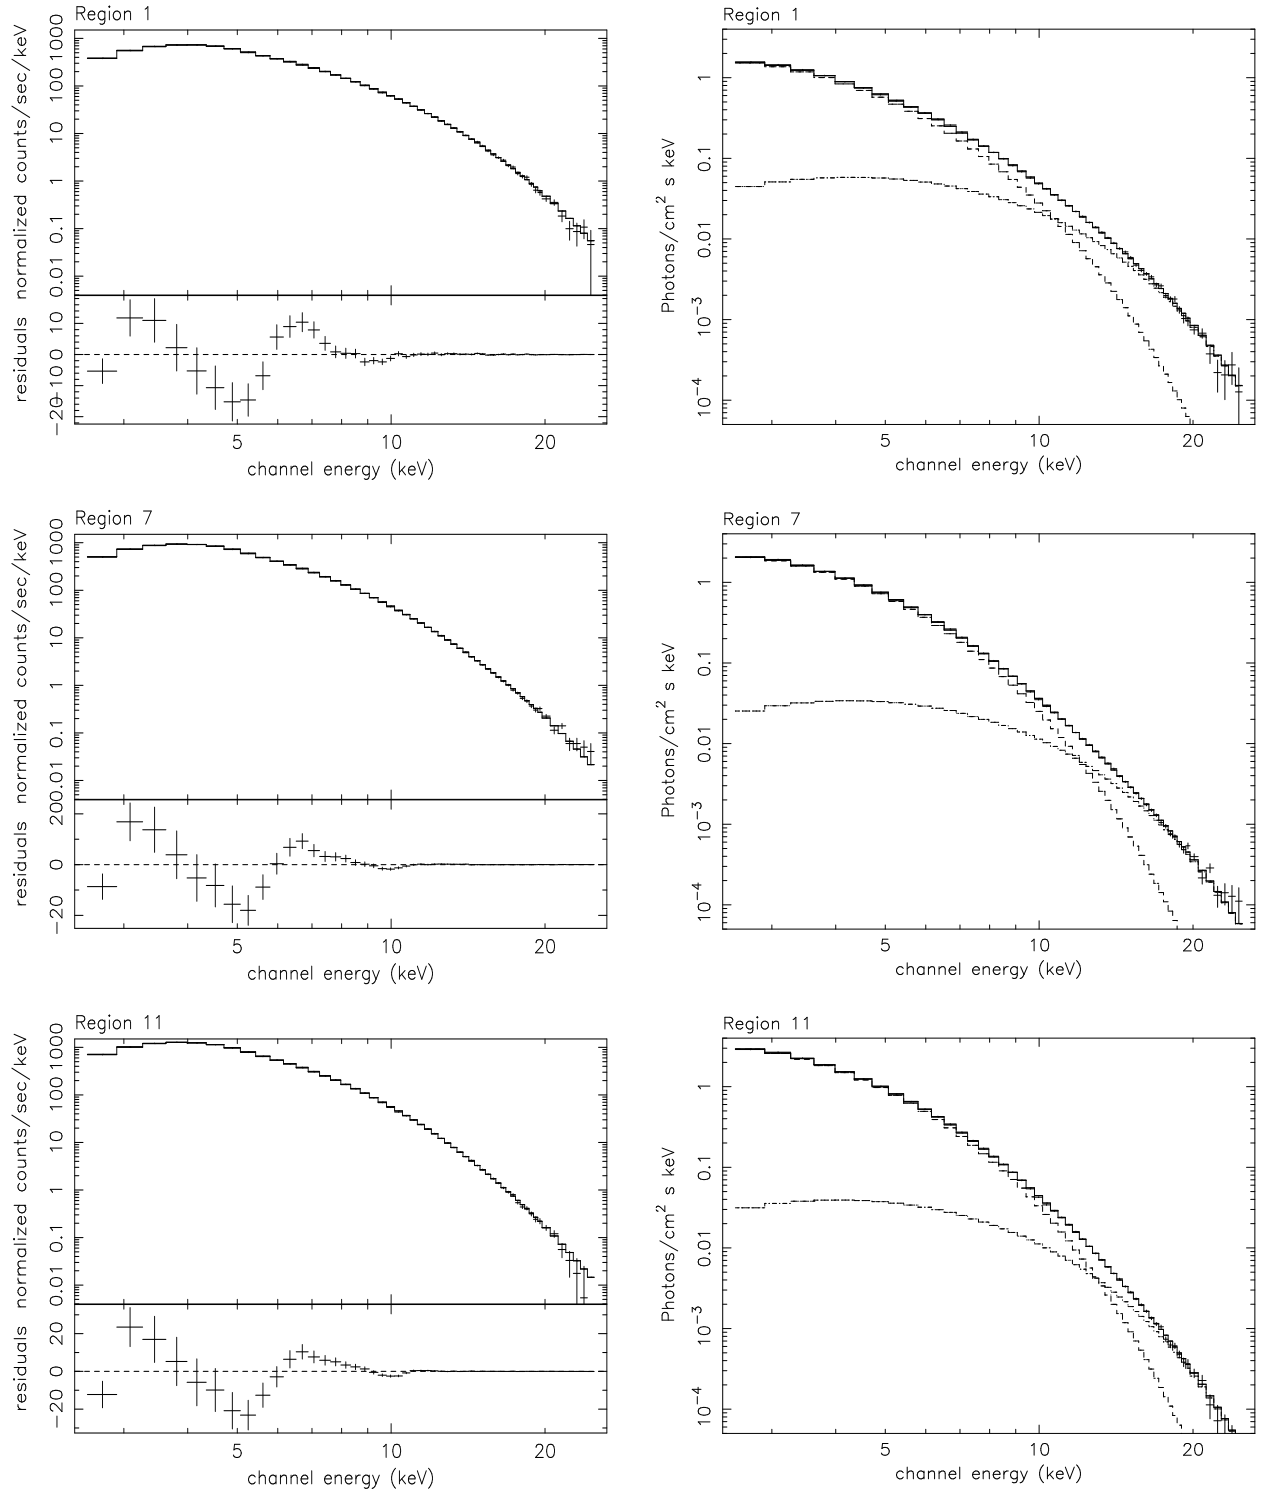 Region 1
normalized counts/sec/keV
1000
100
10
1
0.1
0.01
residuals
10
0
−10
−20
5
10
20
channel energy (keV)
Region 1
Photons/cm² s keV
1
0.1
0.01
10⁻³
10⁻⁴
5
10
20
channel energy (keV)
Region 7
normalized counts/sec/keV
1000
100
10
1
0.1
0.01
residuals
20
0
−20
5
10
20
channel energy (keV)
Region 7
Photons/cm² s keV
1
0.1
0.01
10⁻³
10⁻⁴
5
10
20
channel energy (keV)
Region 11
normalized counts/sec/keV
1000
100
10
1
0.1
0.01
residuals
20
0
−20
5
10
20
channel energy (keV)
Region 11
Photons/cm² s keV
1
0.1
0.01
10⁻³
10⁻⁴
5
10
20
channel energy (keV)